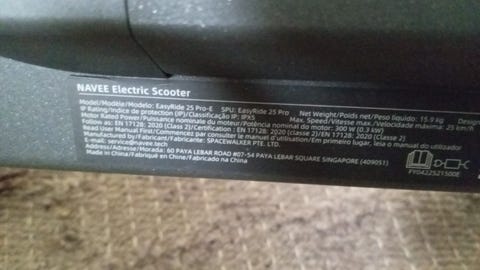 NAVEE Electric Scooter
Model/Modèle/Modelo: EasyRide 25 Pro-E SPU: EasyRide 25 Pro Net Weight/Poids net/Peso líquido: 15.9 kg Design
IP Rating/Indice de protection (IP)/Classificação IP: IPX5 Max. Speed/Vitesse max./Velocidade máxima: 25 km/h
Motor Rated Power/Puissance nominale du moteur/Potência nominal do motor: 300 W (0.3 kW)
Follow as: EN 17128: 2020 (Class 2)/Certification : EN 17128: 2020 (classe 2)/EN 17128: 2020 (Classe 2)
Read User Manual First/Commencez par consulter le manuel d'utilisation/Em primeiro lugar, leia o manual do utilizador
Manufactured by/Fabricant/Fabricante: SPACEWALKER PTE. LTD.
Email: service@navee.tech
Address/Adresse/Morada: 60 PAYA LEBAR ROAD #07-54 PAYA LEBAR SQUARE SINGAPORE (409051)
Made in China/Fabriqué en Chine/Fabricado na China
FY0422521500E